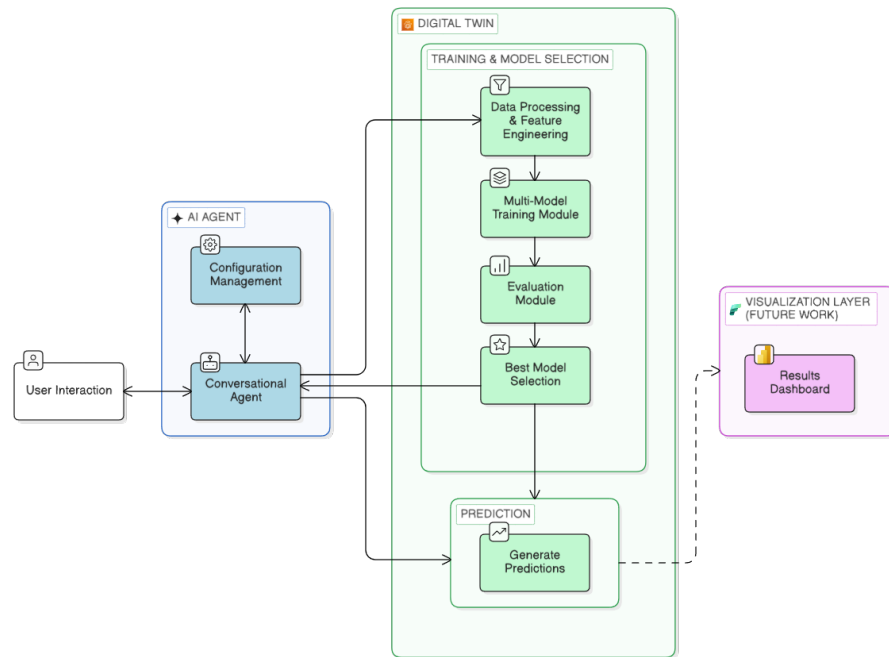 DIGITAL TWIN
TRAINING & MODEL SELECTION
Data Processing
& Feature
Engineering
Multi-Model
Training Module
AI AGENT
Configuration
Management
Evaluation
Module
VISUALIZATION LAYER
(FUTURE WORK)
User Interaction
Conversational
Agent
Best Model
Selection
Results
Dashboard
PREDICTION
Generate
Predictions